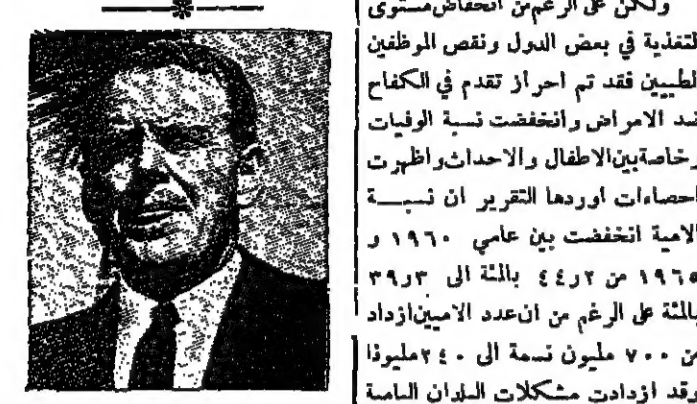 ولكن على الرغم من انخفاض مستوى
التغذية في بعض الدول ونقص الموظفين
الطبيين فقد تم احراز تقدم في الكفاح
ضد الامراض وانخفضت نسبة الوفيات
وخاصة بين الاطفال والاحداث واظهرت
احصاءات اوردها التقرير ان نسبة
الامية انخفضت بين عامي ١٩٦٠ و
١٩٦٥ من ٤٤٫٢ بالمئة الى ٣٩٫٣
بالمئة على الرغم من ان عدد الاميين ازداد
من ٧٠٠ مليون نسمة الى ٢٤٠ مليونا
وقد ازدادت مشكلات البلدان النامية